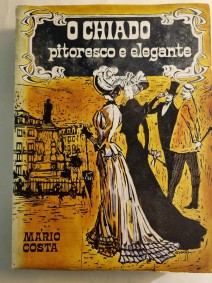 O CHIADO
pitoresco e elegante
MARIO
COSTA